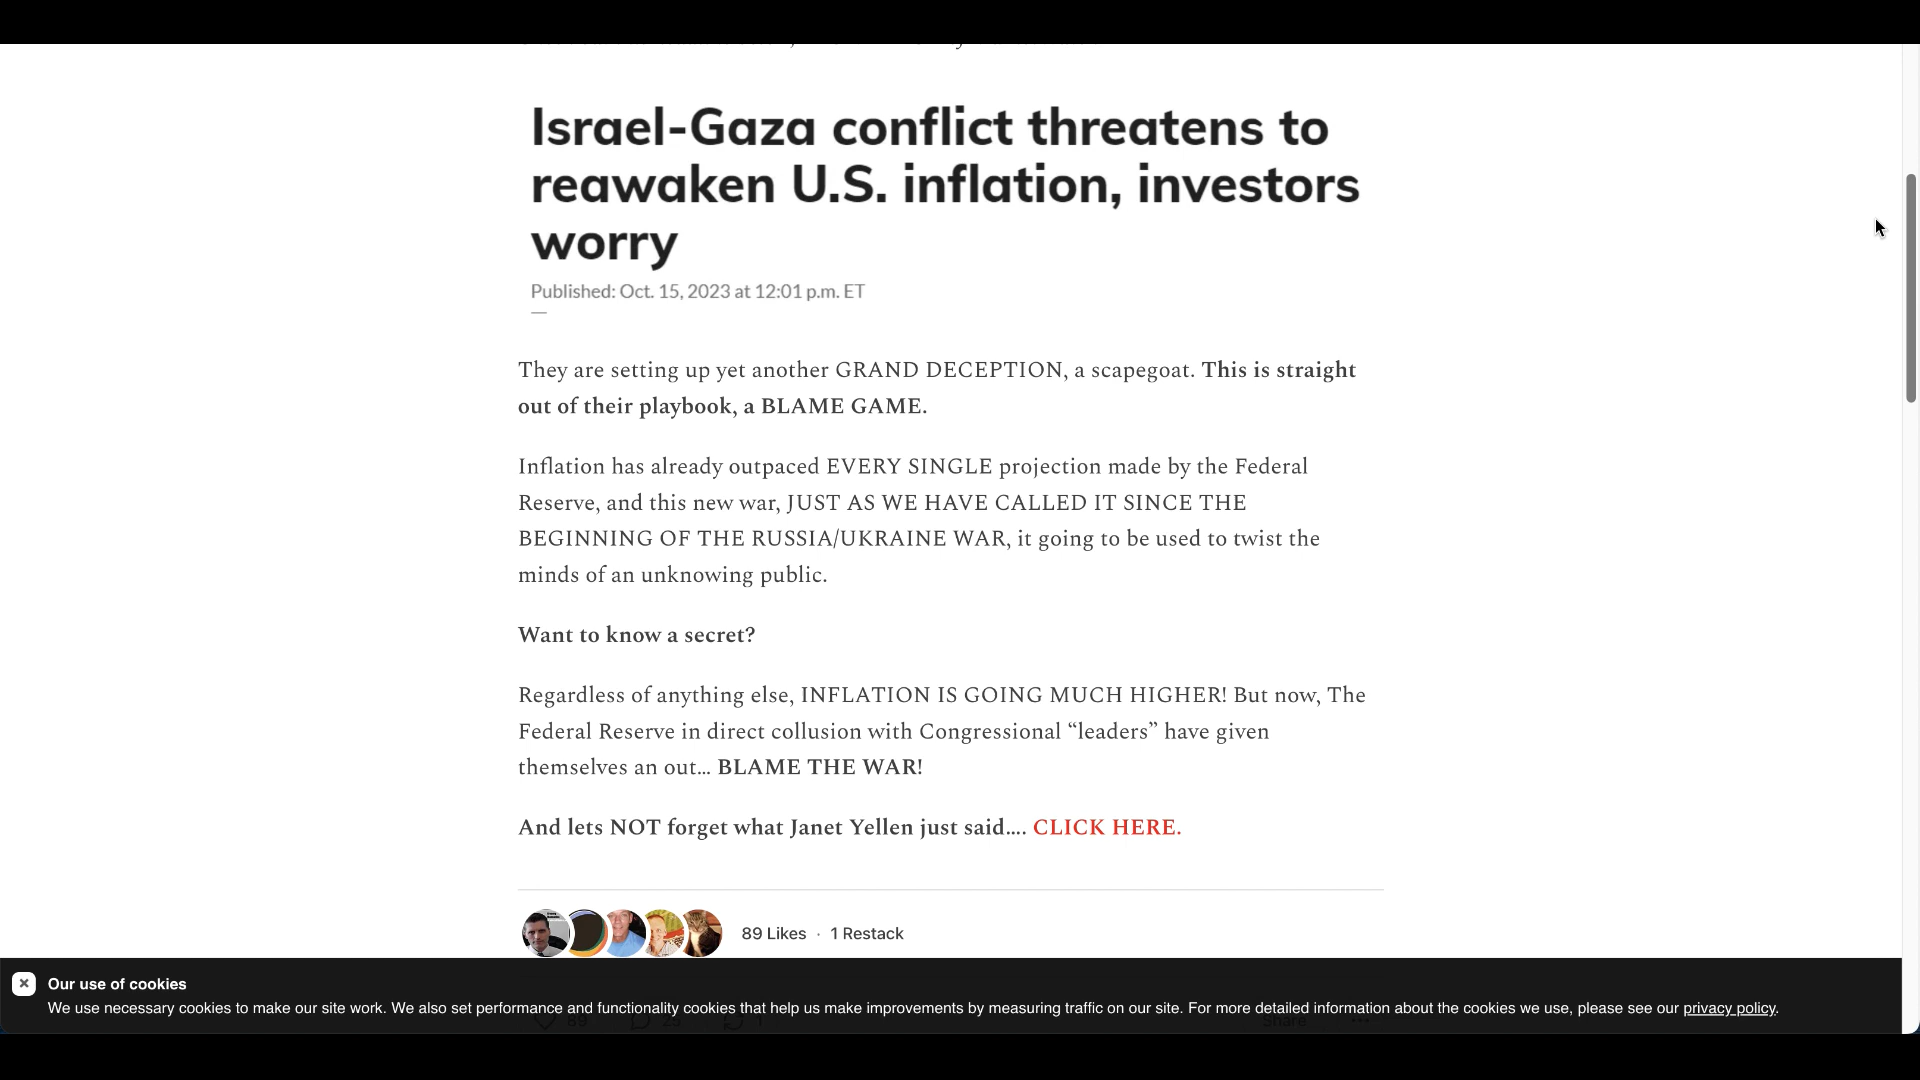 Israel-Gaza conflict threatens to
reawaken U.S. inflation, investors
worry
Published: Oct. 15, 2023 at 12:01 p.m. ET
They are setting up yet another GRAND DECEPTION, a scapegoat. This is straight
out of their playbook, a BLAME GAME.
Inflation has already outpaced EVERY SINGLE projection made by the Federal
Reserve, and this new war, JUST AS WE HAVE CALLED IT SINCE THE
BEGINNING OF THE RUSSIA/UKRAINE WAR, it going to be used to twist the
minds of an unknowing public.
Want to know a secret?
Regardless of anything else, INFLATION IS GOING MUCH HIGHER! But now, The
Federal Reserve in direct collusion with Congressional “leaders” have given
themselves an out... BLAME THE WAR!
And lets NOT forget what Janet Yellen just said.... CLICK HERE.
89 Likes · 1 Restack
Our use of cookies
We use necessary cookies to make our site work. We also set performance and functionality cookies that help us make improvements by measuring traffic on our site. For more detailed information about the cookies we use, please see our privacy policy.